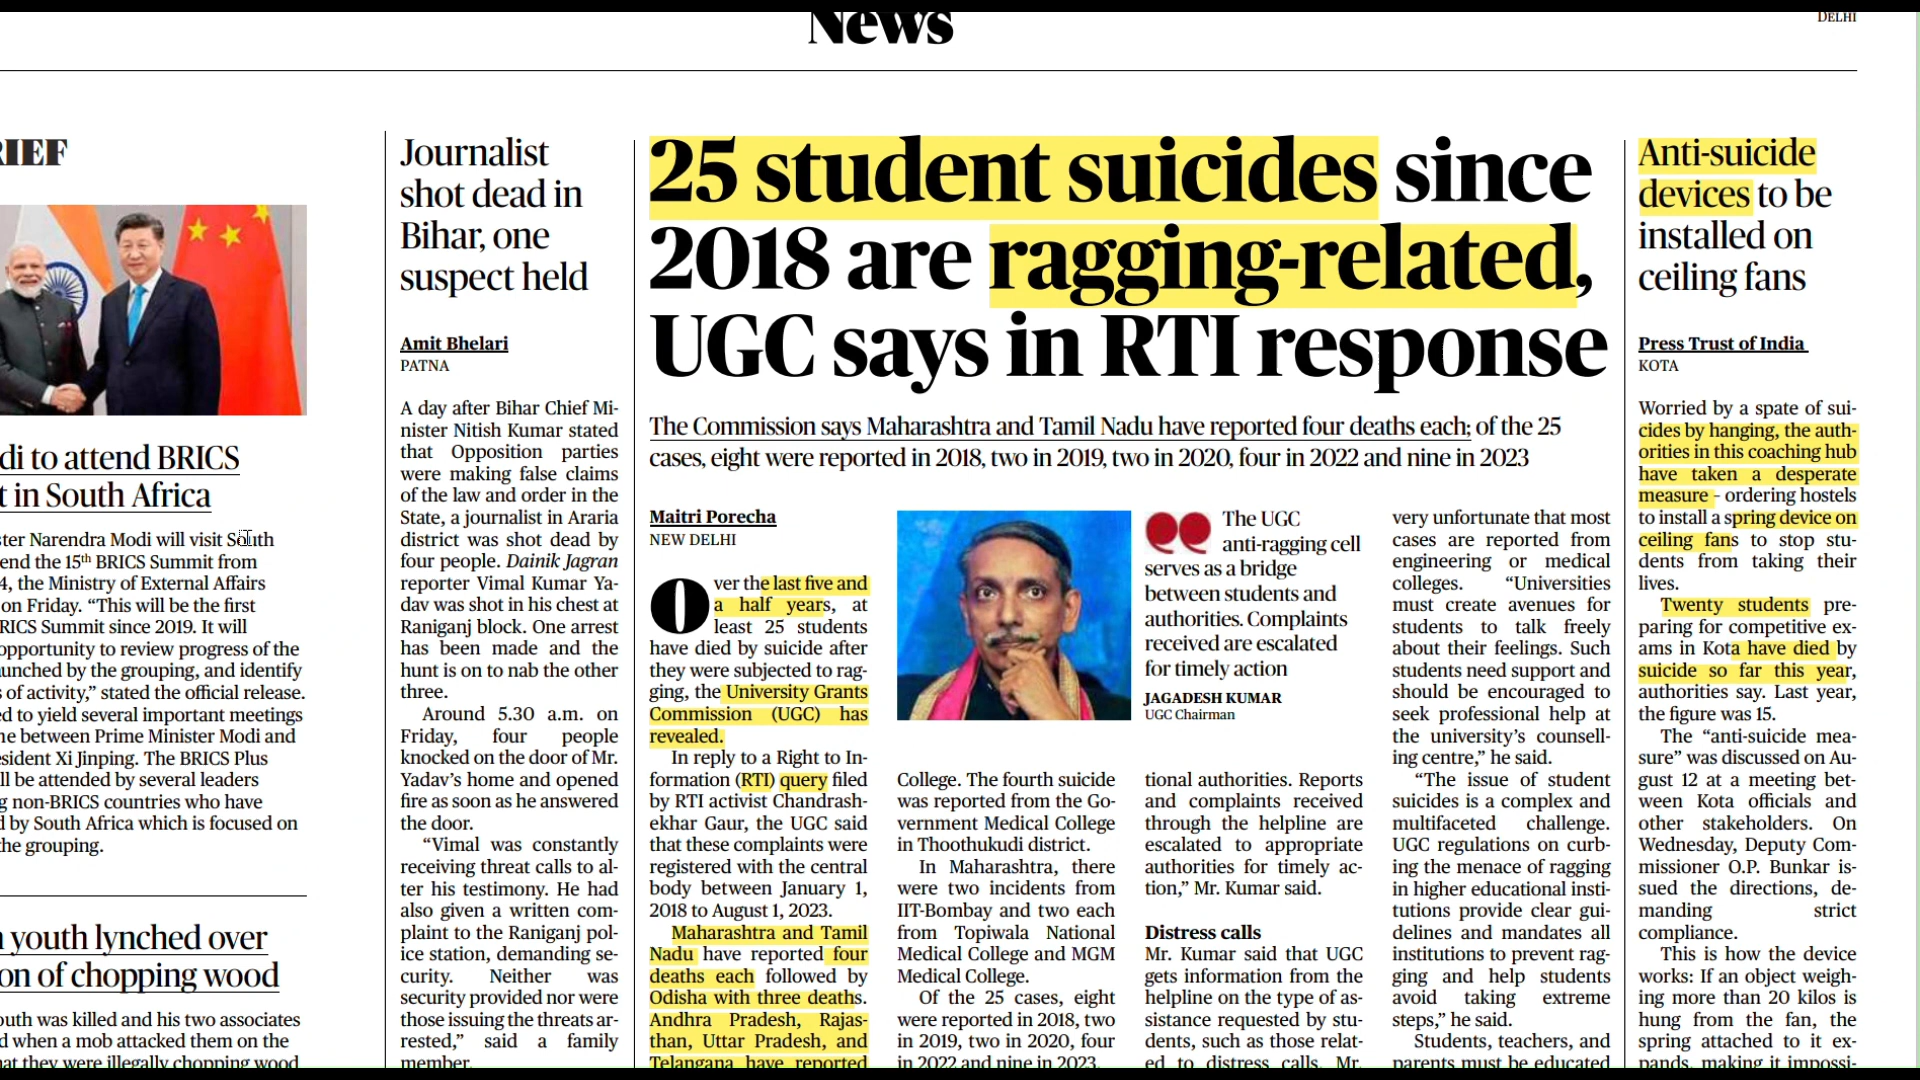 News
DELHI
RIEF
di to attend BRICS
t in South Africa
ster Narendra Modi will visit South
end the 15th BRICS Summit from
4, the Ministry of External Affairs
on Friday. “This will be the first
RICS Summit since 2019. It will
opportunity to review progress of the
aunched by the grouping, and identify
s of activity,” stated the official release.
ed to yield several important meetings
ne between Prime Minister Modi and
esident Xi Jinping. The BRICS Plus
ll be attended by several leaders
g non-BRICS countries who have
d by South Africa which is focused on
the grouping.
n youth lynched over
on of chopping wood
outh was killed and his two associates
d when a mob attacked them on the
hat they were illegally chopping wood
Journalist
shot dead in
Bihar, one
suspect held
Amit Bhelari
PATNA
A day after Bihar Chief Mi-
nister Nitish Kumar stated
that Opposition parties
were making false claims
of the law and order in the
State, a journalist in Araria
district was shot dead by
four people. Dainik Jagran
reporter Vimal Kumar Ya-
dav was shot in his chest at
Raniganj block. One arrest
has been made and the
hunt is on to nab the other
three.
Around 5.30 a.m. on
Friday, four people
knocked on the door of Mr.
Yadav’s home and opened
fire as soon as he answered
the door.
“Vimal was constantly
receiving threat calls to al-
ter his testimony. He had
also given a written com-
plaint to the Raniganj pol-
ice station, demanding se-
curity. Neither was
security provided nor were
those issuing the threats ar-
rested,” said a family
member.
25 student suicides since
2018 are ragging-related,
UGC says in RTI response
The Commission says Maharashtra and Tamil Nadu have reported four deaths each; of the 25
cases, eight were reported in 2018, two in 2019, two in 2020, four in 2022 and nine in 2023
Maitri Porecha
NEW DELHI
Over the last five and
a half years, at
least 25 students
have died by suicide after
they were subjected to rag-
ging, the University Grants
Commission (UGC) has
revealed.
In reply to a Right to In-
formation (RTI) query filed
by RTI activist Chandrash-
ekhar Gaur, the UGC said
that these complaints were
registered with the central
body between January 1,
2018 to August 1, 2023.
Maharashtra and Tamil
Nadu have reported four
deaths each followed by
Odisha with three deaths.
Andhra Pradesh, Rajas-
than, Uttar Pradesh, and
Telangana have reported
The UGC
anti-ragging cell
serves as a bridge
between students and
authorities. Complaints
received are escalated
for timely action
JAGADESH KUMAR
UGC Chairman
College. The fourth suicide
was reported from the Go-
vernment Medical College
in Thoothukudi district.
In Maharashtra, there
were two incidents from
IIT-Bombay and two each
from Topiwala National
Medical College and MGM
Medical College.
Of the 25 cases, eight
were reported in 2018, two
in 2019, two in 2020, four
in 2022 and nine in 2023.
tional authorities. Reports
and complaints received
through the helpline are
escalated to appropriate
authorities for timely ac-
tion,” Mr. Kumar said.
Distress calls
Mr. Kumar said that UGC
gets information from the
helpline on the type of as-
sistance requested by stu-
dents, such as those relat-
ed to distress calls. Mr.
very unfortunate that most
cases are reported from
engineering or medical
colleges. “Universities
must create avenues for
students to talk freely
about their feelings. Such
students need support and
should be encouraged to
seek professional help at
the university’s counsell-
ing centre,” he said.
“The issue of student
suicides is a complex and
multifaceted challenge.
UGC regulations on curb-
ing the menace of ragging
in higher educational insti-
tutions provide clear gui-
delines and mandates all
institutions to prevent rag-
ging and help students
avoid taking extreme
steps,” he said.
Students, teachers, and
parents must be educated
Anti-suicide
devices to be
installed on
ceiling fans
Press Trust of India
KOTA
Worried by a spate of sui-
cides by hanging, the auth-
orities in this coaching hub
have taken a desperate
measure – ordering hostels
to install a spring device on
ceiling fans to stop stu-
dents from taking their
lives.
Twenty students pre-
paring for competitive ex-
ams in Kota have died by
suicide so far this year,
authorities say. Last year,
the figure was 15.
The “anti-suicide mea-
sure” was discussed on Au-
gust 12 at a meeting bet-
ween Kota officials and
other stakeholders. On
Wednesday, Deputy Com-
missioner O.P. Bunkar is-
sued the directions, de-
manding strict
compliance.
This is how the device
works: If an object weigh-
ing more than 20 kilos is
hung from the fan, the
spring attached to it ex-
pands, making it impossi-